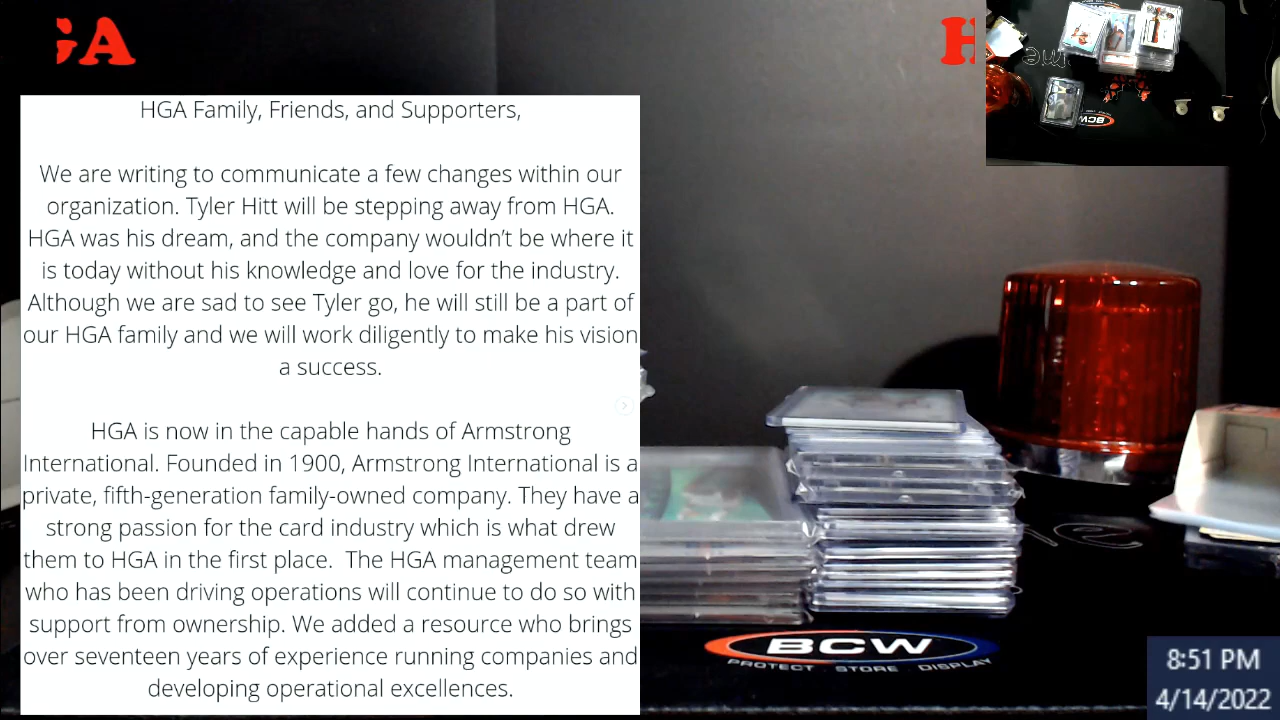 GA
H
HGA Family, Friends, and Supporters,
We are writing to communicate a few changes within our
organization. Tyler Hitt will be stepping away from HGA.
HGA was his dream, and the company wouldn't be where it
is today without his knowledge and love for the industry.
Although we are sad to see Tyler go, he will still be a part of
our HGA family and we will work diligently to make his vision
a success.
HGA is now in the capable hands of Armstrong
International. Founded in 1900, Armstrong International is a
private, fifth-generation family-owned company. They have a
strong passion for the card industry which is what drew
them to HGA in the first place. The HGA management team
who has been driving operations will continue to do so with
support from ownership. We added a resource who brings
over seventeen years of experience running companies and
developing operational excellences.
BCW
BCW
PROTECT STORE DISPLAY
8:51 PM
4/14/2022